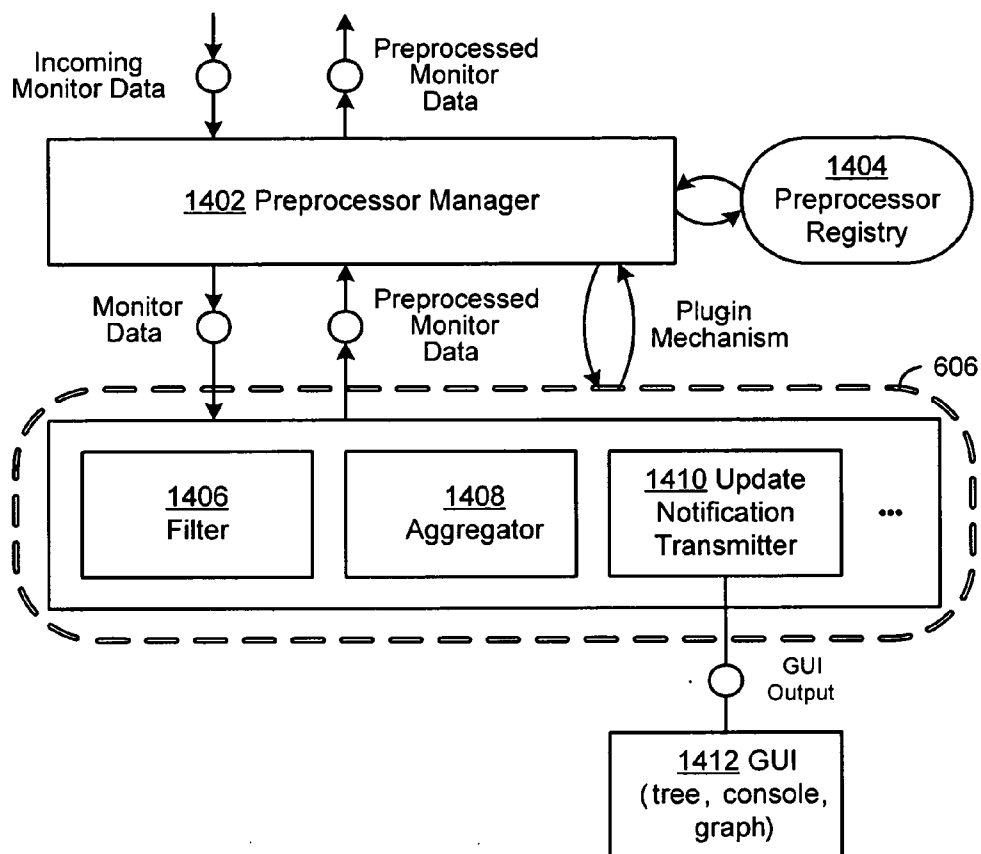 Incoming
Monitor Data
Preprocessed
Monitor
Data
1402 Preprocessor Manager
1404
Preprocessor
Registry
Monitor
Data
Preprocessed
Monitor
Data
Plugin
Mechanism
606
1406
Filter
1408
Aggregator
1410 Update
Notification
Transmitter
...
GUI
Output
1412 GUI
(tree, console,
graph)